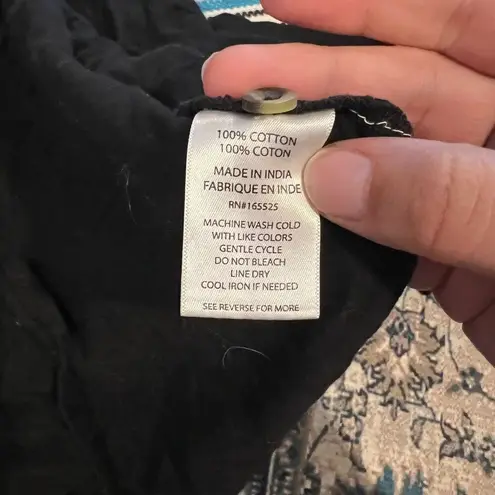 100% COTTON
100% COTON
MADE IN INDIA
FABRIQUE EN INDE
RN#165525
MACHINE WASH COLD
WITH LIKE COLORS
GENTLE CYCLE
DO NOT BLEACH
LINE DRY
COOL IRON IF NEEDED
SEE REVERSE FOR MORE